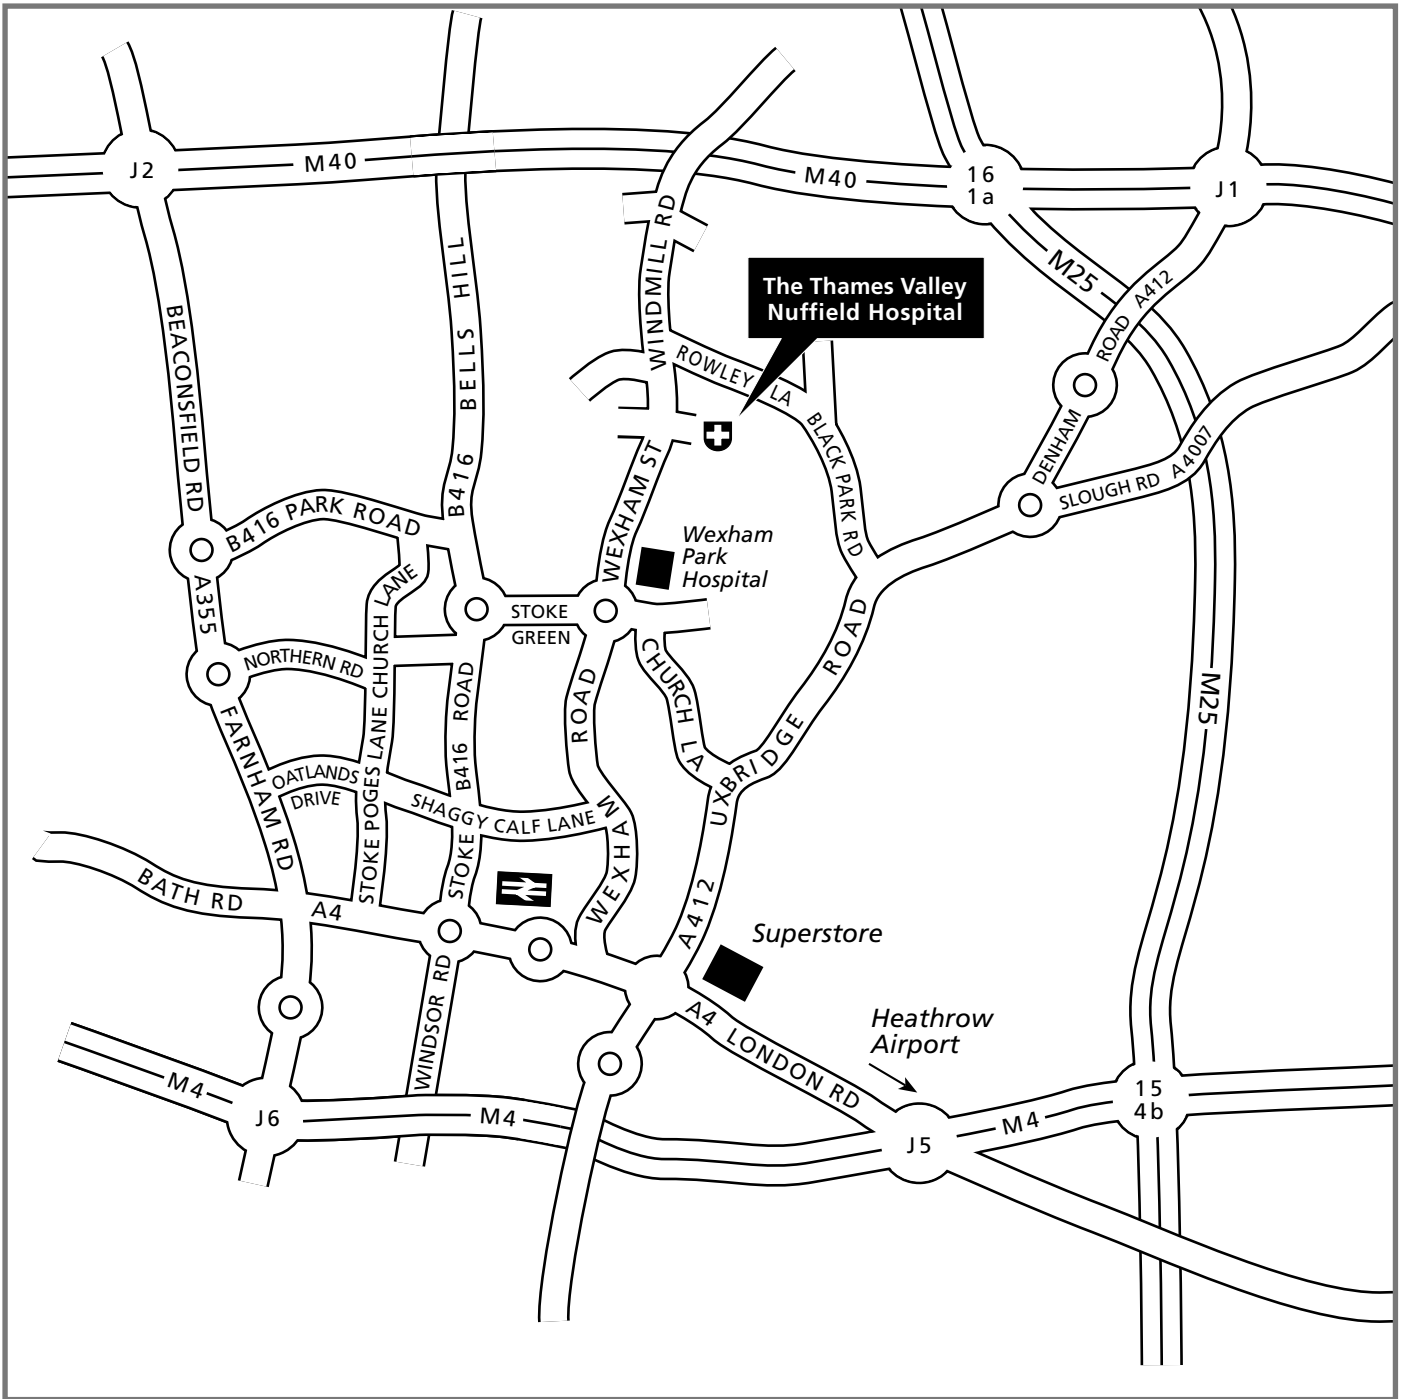 J2
M40
M40
16
1a
J1
M25
ROAD A412
The Thames Valley
Nuffield Hospital
WINDMILL RD
ROWLEY LA
BEACONSFIELD RD
B416 BELLS HILL
BLACK PARK RD
DENHAM
SLOUGH RD A4007
WEXHAM ST
B416 PARK ROAD
Wexham
Park
Hospital
A355
STOKE
GREEN
NORTHERN RD
STOKE POGES LANE CHURCH LANE
STOKE B416 ROAD
WEXHAM ROAD
CHURCH LA
A412 UXBRIDGE ROAD
M25
FARNHAM RD
OATLANDS
DRIVE
SHAGGY CALF LANE
BATH RD
A4
WINDSOR RD
Superstore
A4 LONDON RD
Heathrow
Airport
M4
J6
M4
J5
M4
15
4b